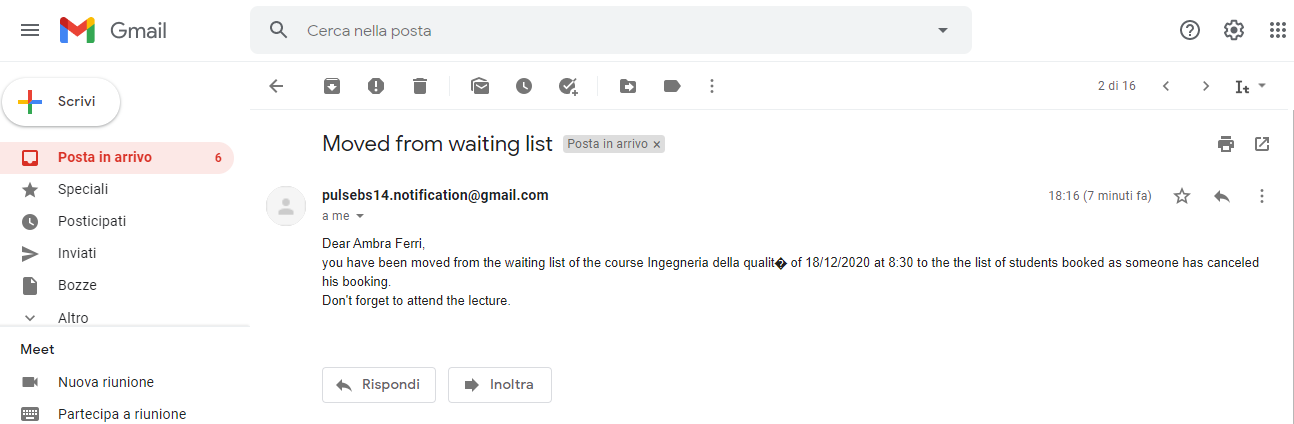 Gmail
Cerca nella posta
Scrivi
2 di 16
Posta in arrivo 6
Speciali
Posticipati
Inviati
Bozze
Altro
Meet
Nuova riunione
Partecipa a riunione
Moved from waiting list Posta in arrivo ×
pulsebs14.notification@gmail.com 18:16 (7 minuti fa)
a me
Dear Ambra Ferri,
you have been moved from the waiting list of the course Ingegneria della qualit� of 18/12/2020 at 8:30 to the the list of students booked as someone has canceled
his booking.
Don't forget to attend the lecture.
Rispondi Inoltra